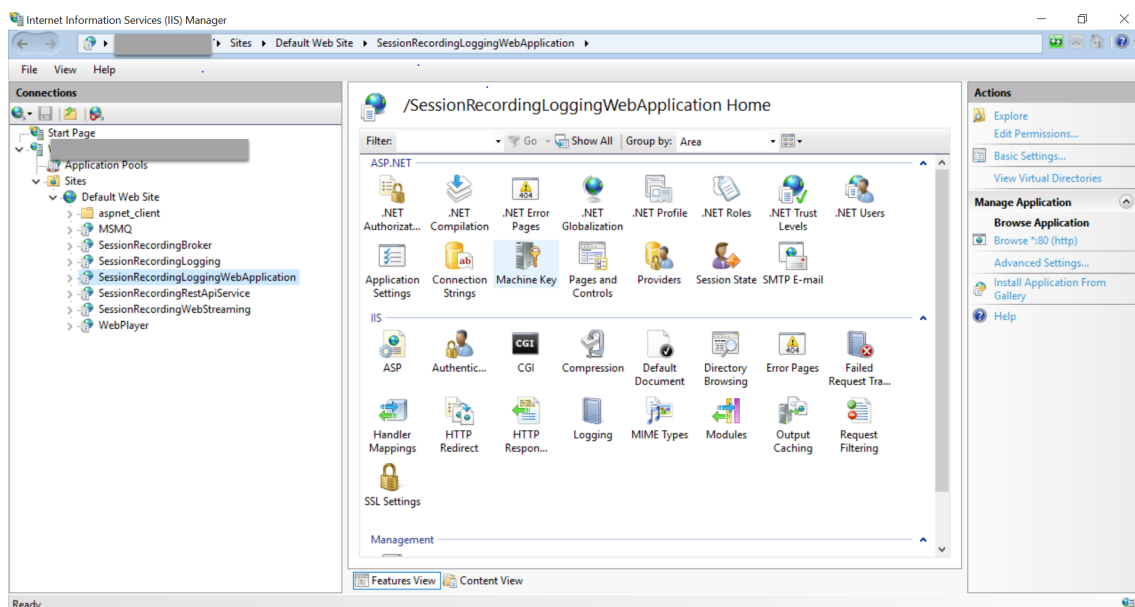 Internet Information Services (IIS) Manager
Sites
Default Web Site
SessionRecordingLoggingWebApplication
File View Help
Connections
Start Page
Application Pools
Sites
Default Web Site
aspnet_client
MSMQ
SessionRecordingBroker
SessionRecordingLogging
SessionRecordingLoggingWebApplication
SessionRecordingRestApiService
SessionRecordingWebStreaming
WebPlayer
/SessionRecordingLoggingWebApplication Home
Filter: Go Show All Group by: Area
ASP.NET
.NET Authorizat...
.NET Compilation
.NET Error Pages
.NET Globalization
.NET Profile
.NET Roles
.NET Trust Levels
.NET Users
Application Settings
Connection Strings
Machine Key
Pages and Controls
Providers
Session State
SMTP E-mail
IIS
ASP
Authentic...
CGI
Compression
Default Document
Directory Browsing
Error Pages
Failed Request Tra...
Handler Mappings
HTTP Redirect
HTTP Respon...
Logging
MIME Types
Modules
Output Caching
Request Filtering
SSL Settings
Management
Features View
Content View
Actions
Explore
Edit Permissions...
Basic Settings...
View Virtual Directories
Manage Application
Browse Application
Browse *:80 (http)
Advanced Settings...
Install Application From
Gallery
Help
Ready